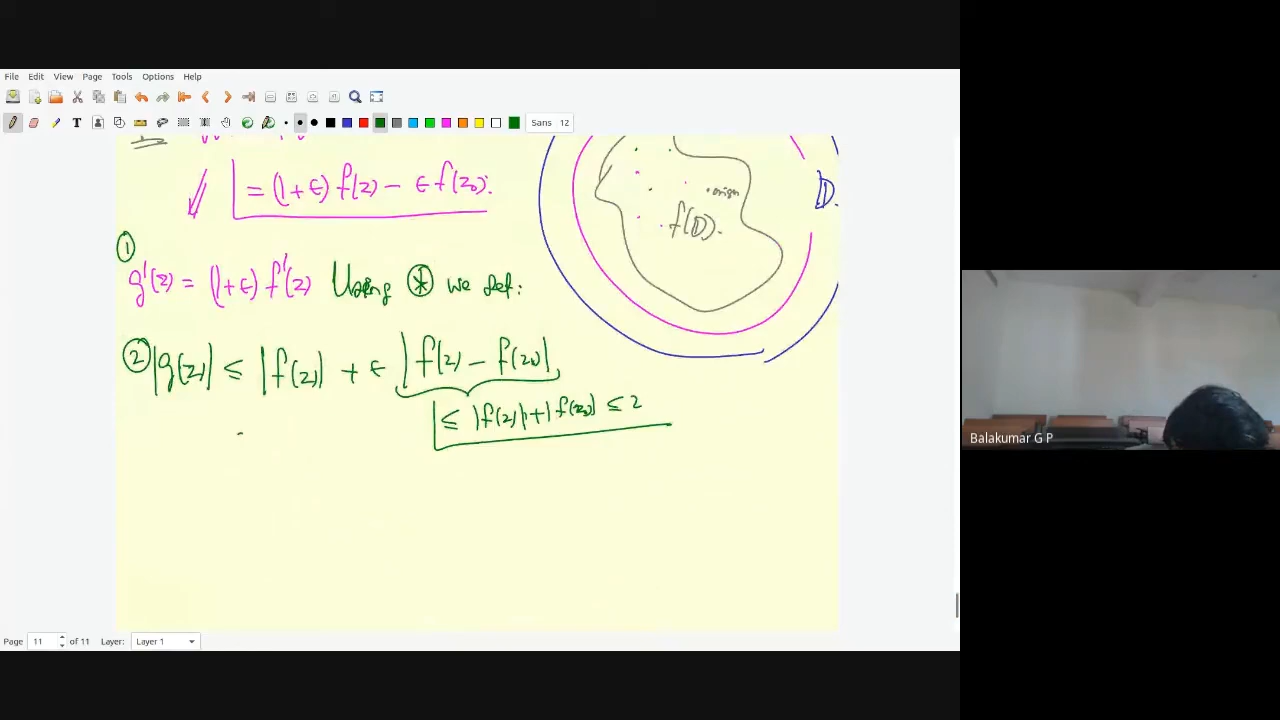 File Edit View Page Tools Options Help
Sans 12
= (1+ε) f(z) − ε f(z₀).
origin
f(𝔻).
𝔻.
①
g'(z) = (1+ε) f'(z) Using ⊛ we get:
② |g(z)| ≤ |f(z)| + ε |f(z) − f(z₀)|
≤ |f(z)| + |f(z₀)| ≤ 2
Balakumar G P
Page 11 of 11 Layer: Layer 1